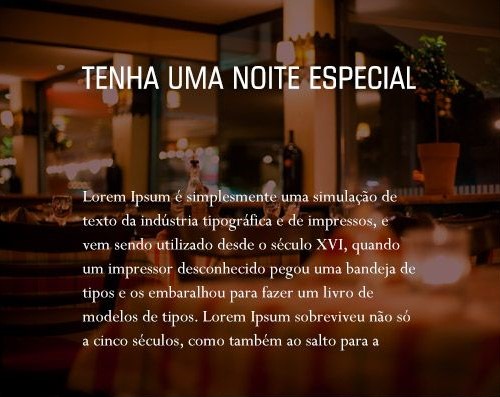 TENHA UMA NOITE ESPECIAL
Lorem Ipsum é simplesmente uma simulação de
texto da indústria tipográfica e de impressos, e
vem sendo utilizado desde o século XVI, quando
um impressor desconhecido pegou uma bandeja de
tipos e os embaralhou para fazer um livro de
modelos de tipos. Lorem Ipsum sobreviveu não só
a cinco séculos, como também ao salto para a